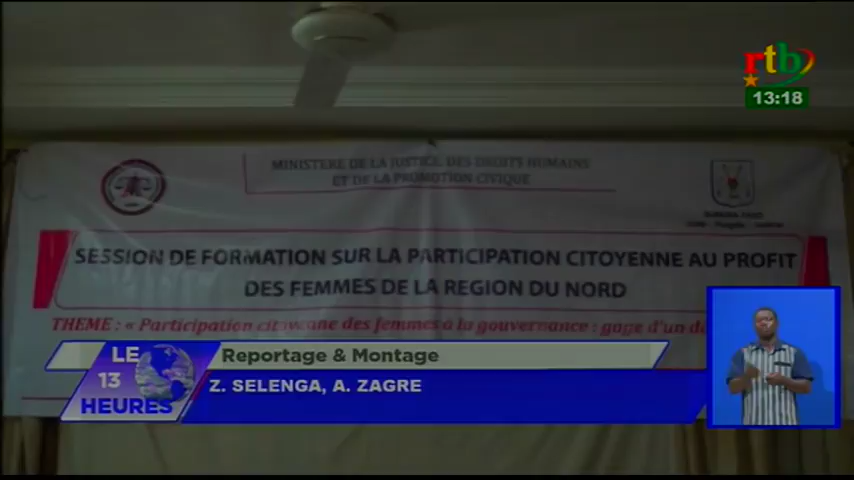 rtb
13:18
MINISTERE DE LA JUSTICE, DES DROITS HUMAINS
ET DE LA PROMOTION CIVIQUE
BURKINA FASO
SESSION DE FORMATION SUR LA PARTICIPATION CITOYENNE AU PROFIT
DES FEMMES DE LA REGION DU NORD
THEME : « Participation citoyenne des femmes à la gouvernance : gage d'un
LE
13
HEURES
Reportage & Montage
Z. SELENGA, A. ZAGRE